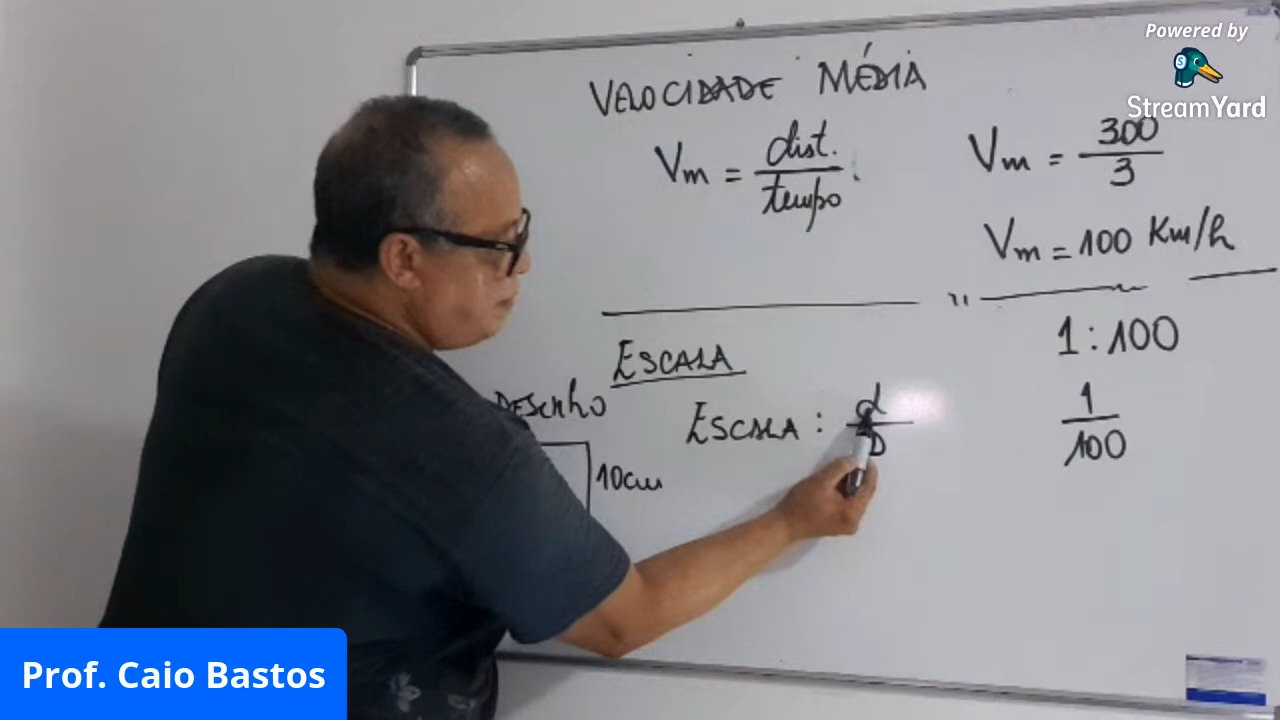 Powered by
StreamYard
VELOCIDADE MÉDIA
Vm = dist. / tempo
Vm = 300 / 3
Vm = 100 Km/h
ESCALA
1:100
DESENHO
ESCALA : d / D
1 / 100
10cm
Prof. Caio Bastos